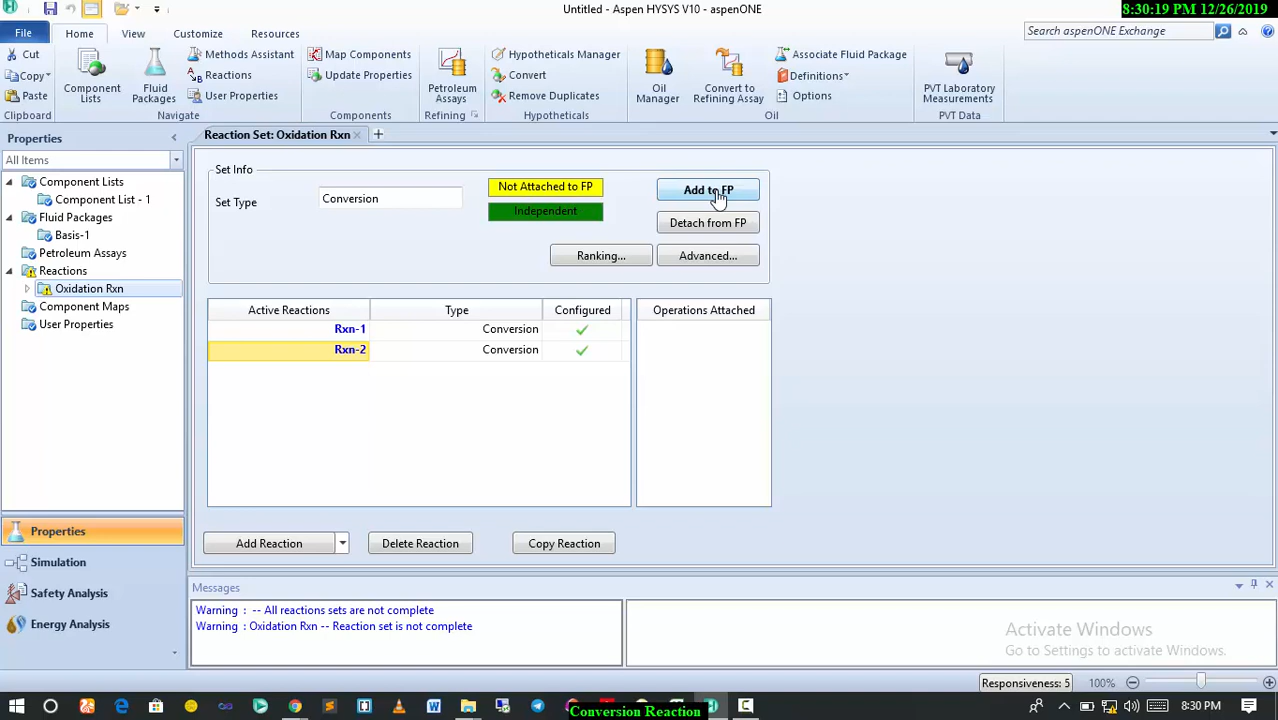 Untitled - Aspen HYSYS V10 - aspenONE
8:30:19 PM 12/26/2019
File
Home
View
Customize
Resources
Search aspenONE Exchange
Cut
Copy
Paste
Clipboard
Component Lists
Fluid Packages
Methods Assistant
Reactions
User Properties
Navigate
Map Components
Update Properties
Components
Petroleum Assays
Refining
Hypotheticals Manager
Convert
Remove Duplicates
Hypotheticals
Oil Manager
Convert to Refining Assay
Associate Fluid Package
Definitions
Options
Oil
PVT Laboratory Measurements
PVT Data
Properties
All Items
Component Lists
Component List - 1
Fluid Packages
Basis-1
Petroleum Assays
Reactions
Oxidation Rxn
Component Maps
User Properties
Properties
Simulation
Safety Analysis
Energy Analysis
Reaction Set: Oxidation Rxn
Set Info
Set Type
Conversion
Not Attached to FP
Independent
Add to FP
Detach from FP
Ranking...
Advanced...
Active Reactions Type Configured
Operations Attached
Rxn-1 Conversion
Rxn-2 Conversion
Add Reaction
Delete Reaction
Copy Reaction
Messages
Warning : -- All reactions sets are not complete
Warning : Oxidation Rxn -- Reaction set is not complete
Activate Windows
Go to Settings to activate Windows.
Responsiveness: 5
100%
8:30 PM
Conversion Reaction